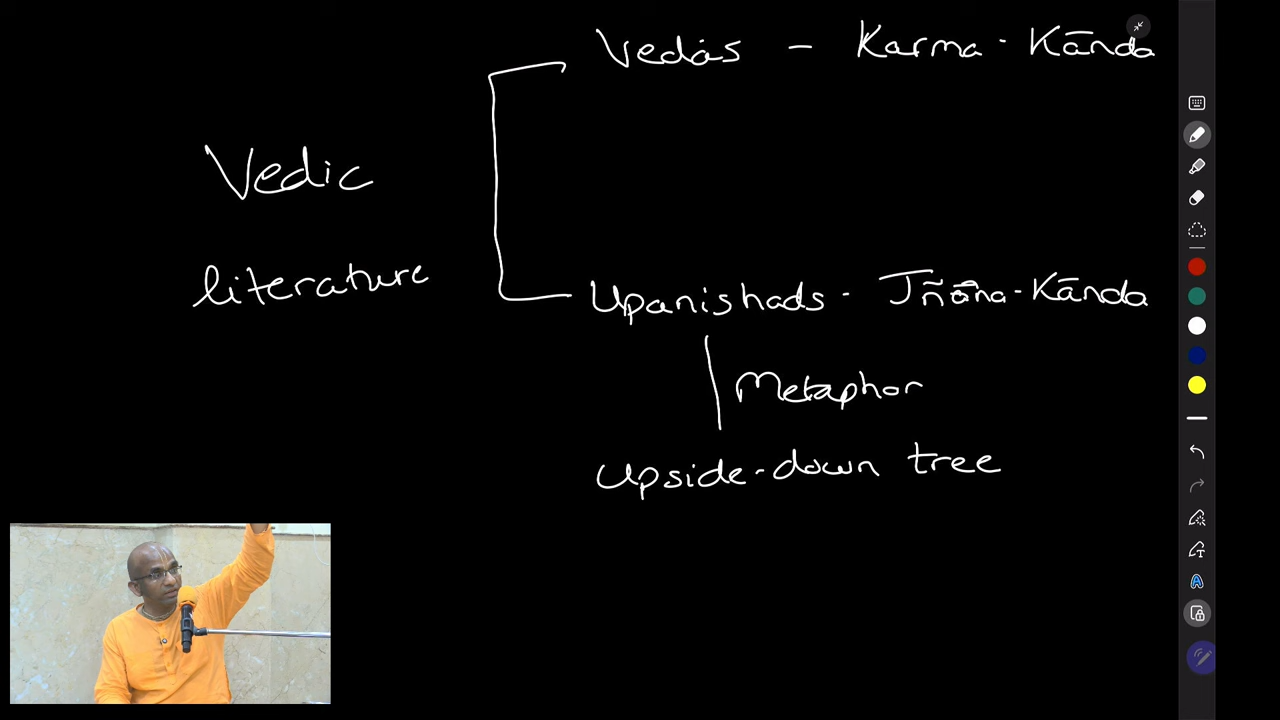 Vedas - Karma-Kānda
Vedic
literature
Upanishads - Jñāna-Kānda
Metaphor
Upside-down tree